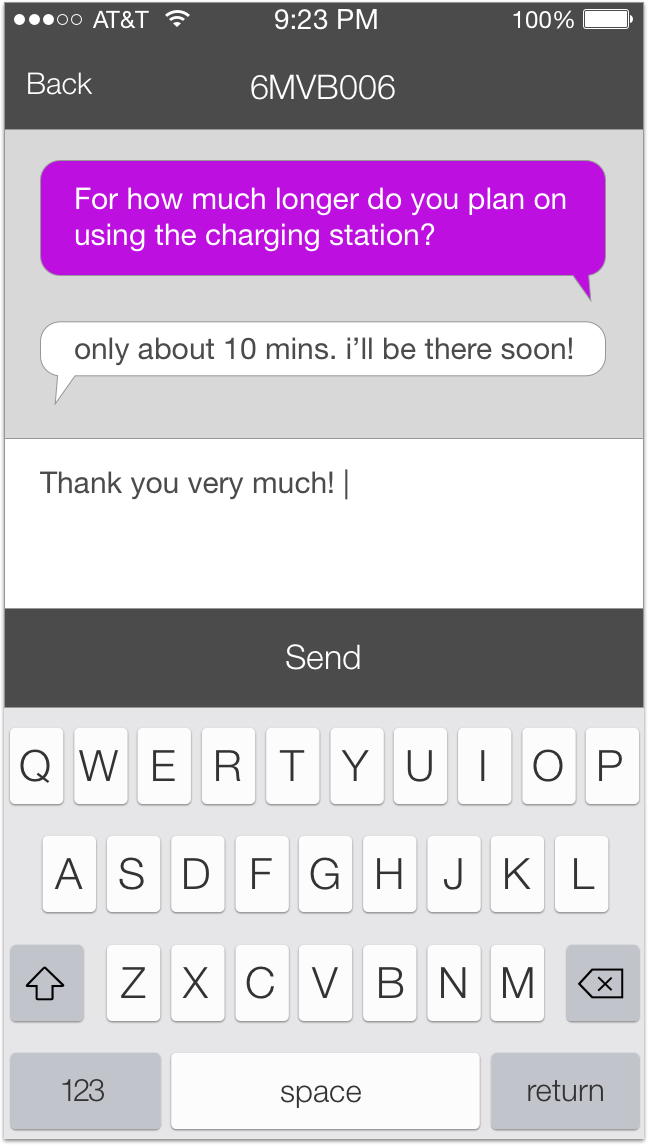 AT&T 9:23 PM 100%
Back 6MVB006
For how much longer do you plan on
using the charging station?
only about 10 mins. i’ll be there soon!
Thank you very much!
Send
Q W E R T Y U I O P
A S D F G H J K L
Z X C V B N M
123 space return